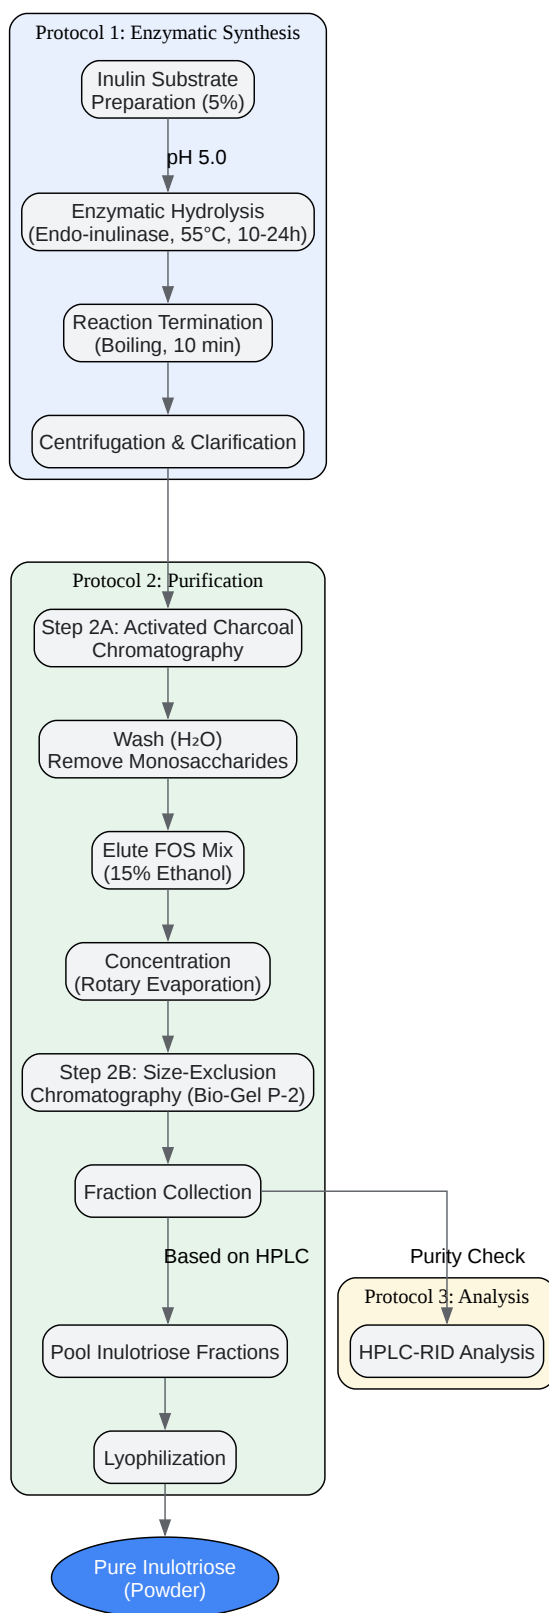 Protocol 1: Enzymatic Synthesis
Inulin Substrate
Preparation (5%)
pH 5.0
Enzymatic Hydrolysis
(Endo-inulinase, 55°C, 10-24h)
Reaction Termination
(Boiling, 10 min)
Centrifugation & Clarification
Protocol 2: Purification
Step 2A: Activated Charcoal
Chromatography
Wash (H₂O)
Remove Monosaccharides
Elute FOS Mix
(15% Ethanol)
Concentration
(Rotary Evaporation)
Step 2B: Size-Exclusion
Chromatography (Bio-Gel P-2)
Fraction Collection
Based on HPLC
Purity Check
Protocol 3: Analysis
HPLC-RID Analysis
Pool Inulotriose Fractions
Lyophilization
Pure Inulotriose
(Powder)